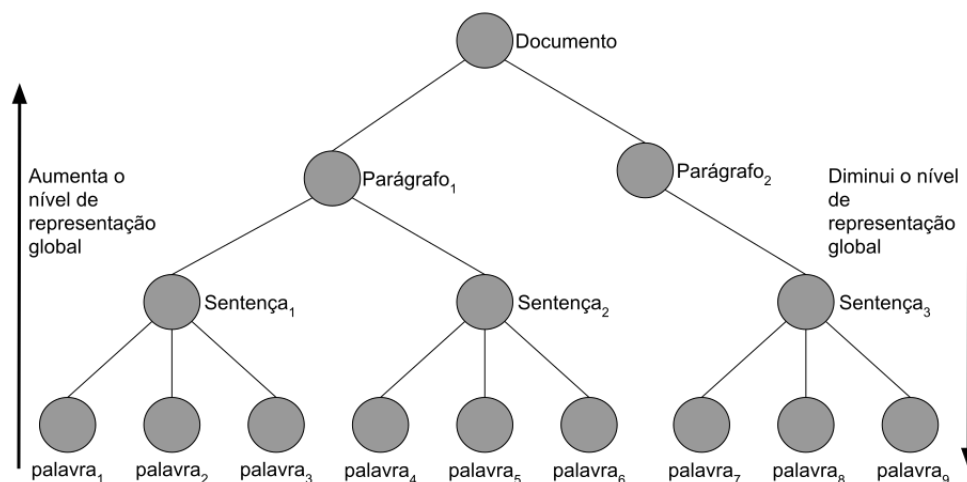 Documento
Parágrafo1
Parágrafo2
Aumenta o
nível de
representação
global
Diminui o nível
de
representação
global
Sentença1
Sentença2
Sentença3
palavra1
palavra2
palavra3
palavra4
palavra5
palavra6
palavra7
palavra8
palavra9